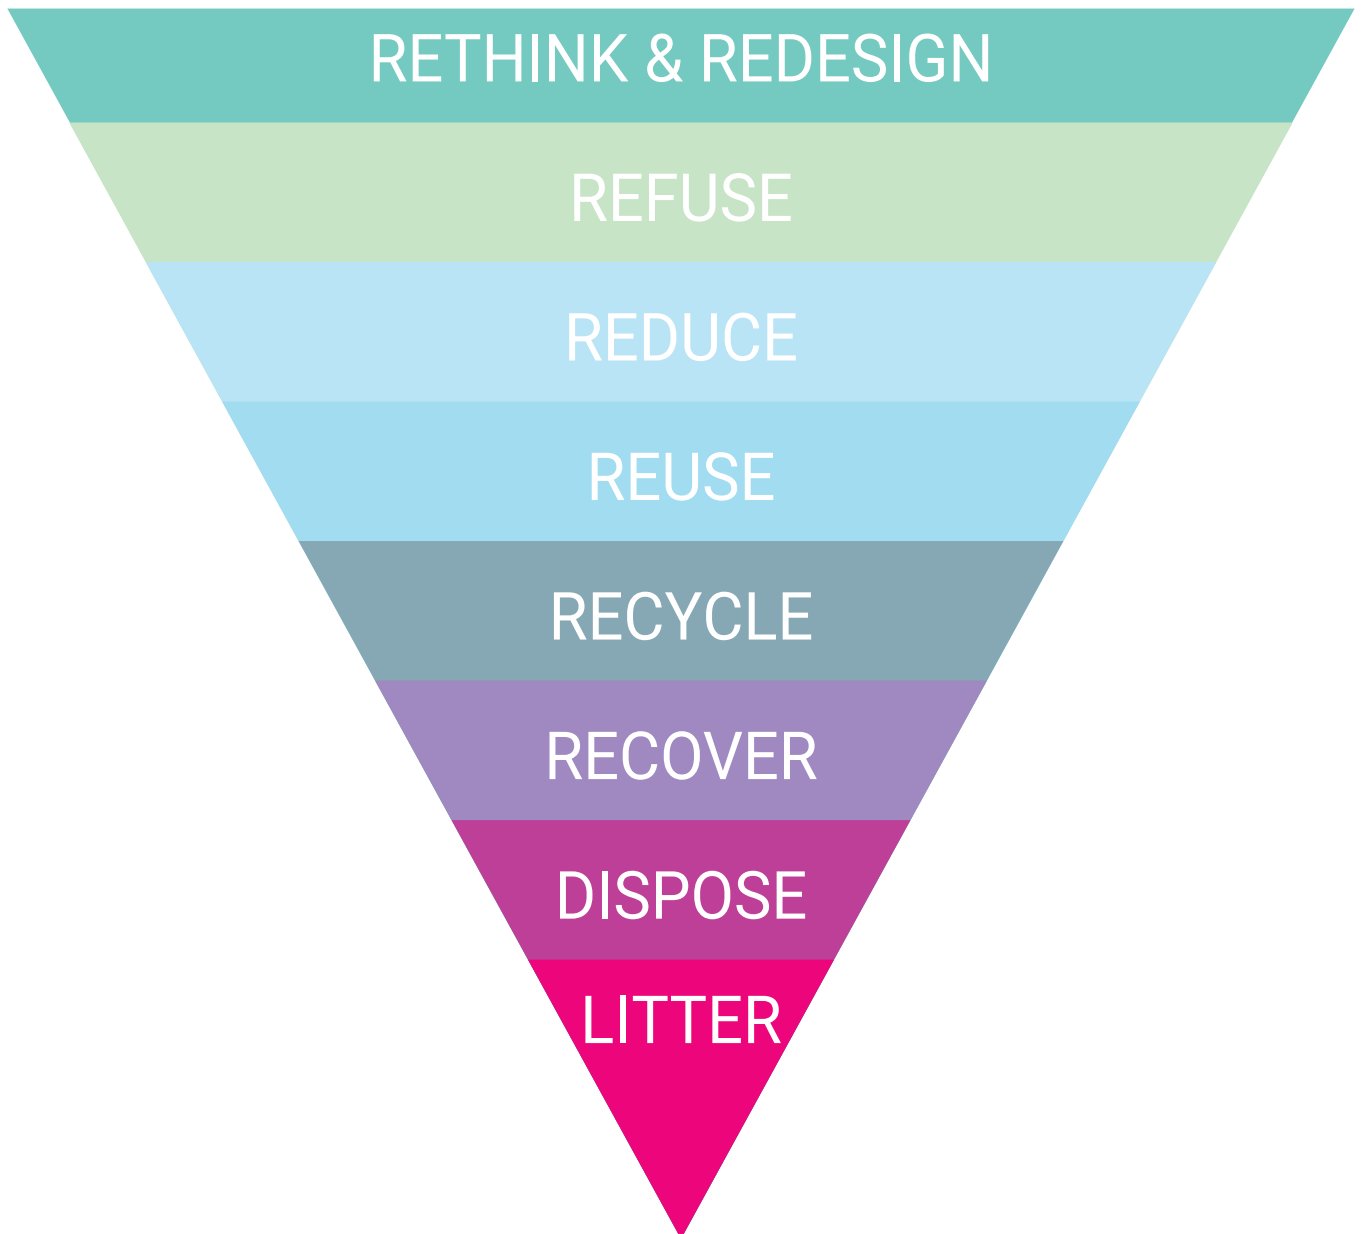 RETHINK & REDESIGN
REFUSE
REDUCE
REUSE
RECYCLE
RECOVER
DISPOSE
LITTER